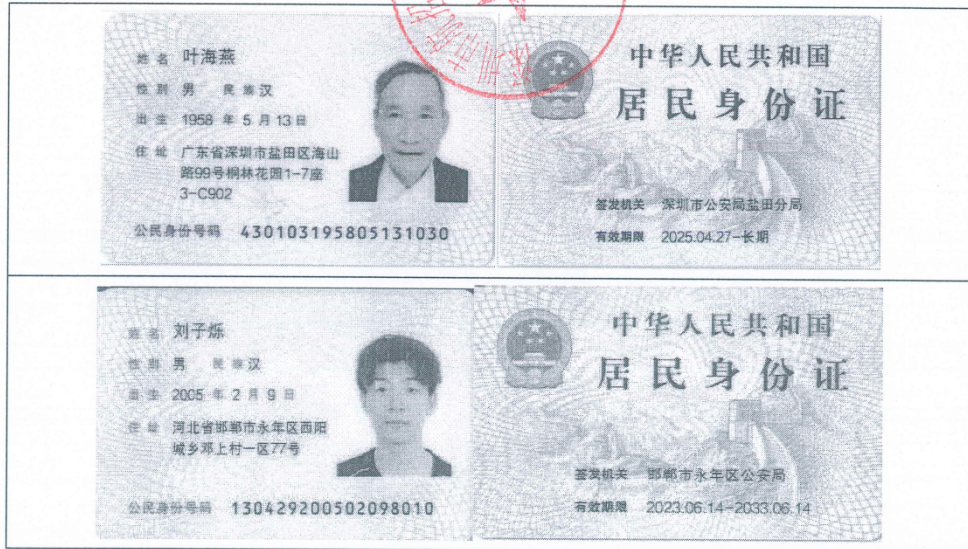 姓名 叶海燕
性别 男 民族 汉
出生 1958 年 5 月 13 日
住址 广东省深圳市盐田区海山
路99号桐林花园1-7座
3-C902
公民身份号码 430103195805131030
中华人民共和国
居民身份证
签发机关 深圳市公安局盐田分局
有效期限 2025.04.27-长期
姓名 刘子烁
性别 男 民族 汉
出生 2005 年 2 月 9 日
住址 河北省邯郸市永年区西阳
城乡邓上村一区77号
公民身份号码 130429200502098010
中华人民共和国
居民身份证
签发机关 邯郸市永年区公安局
有效期限 2023.06.14-2033.06.14